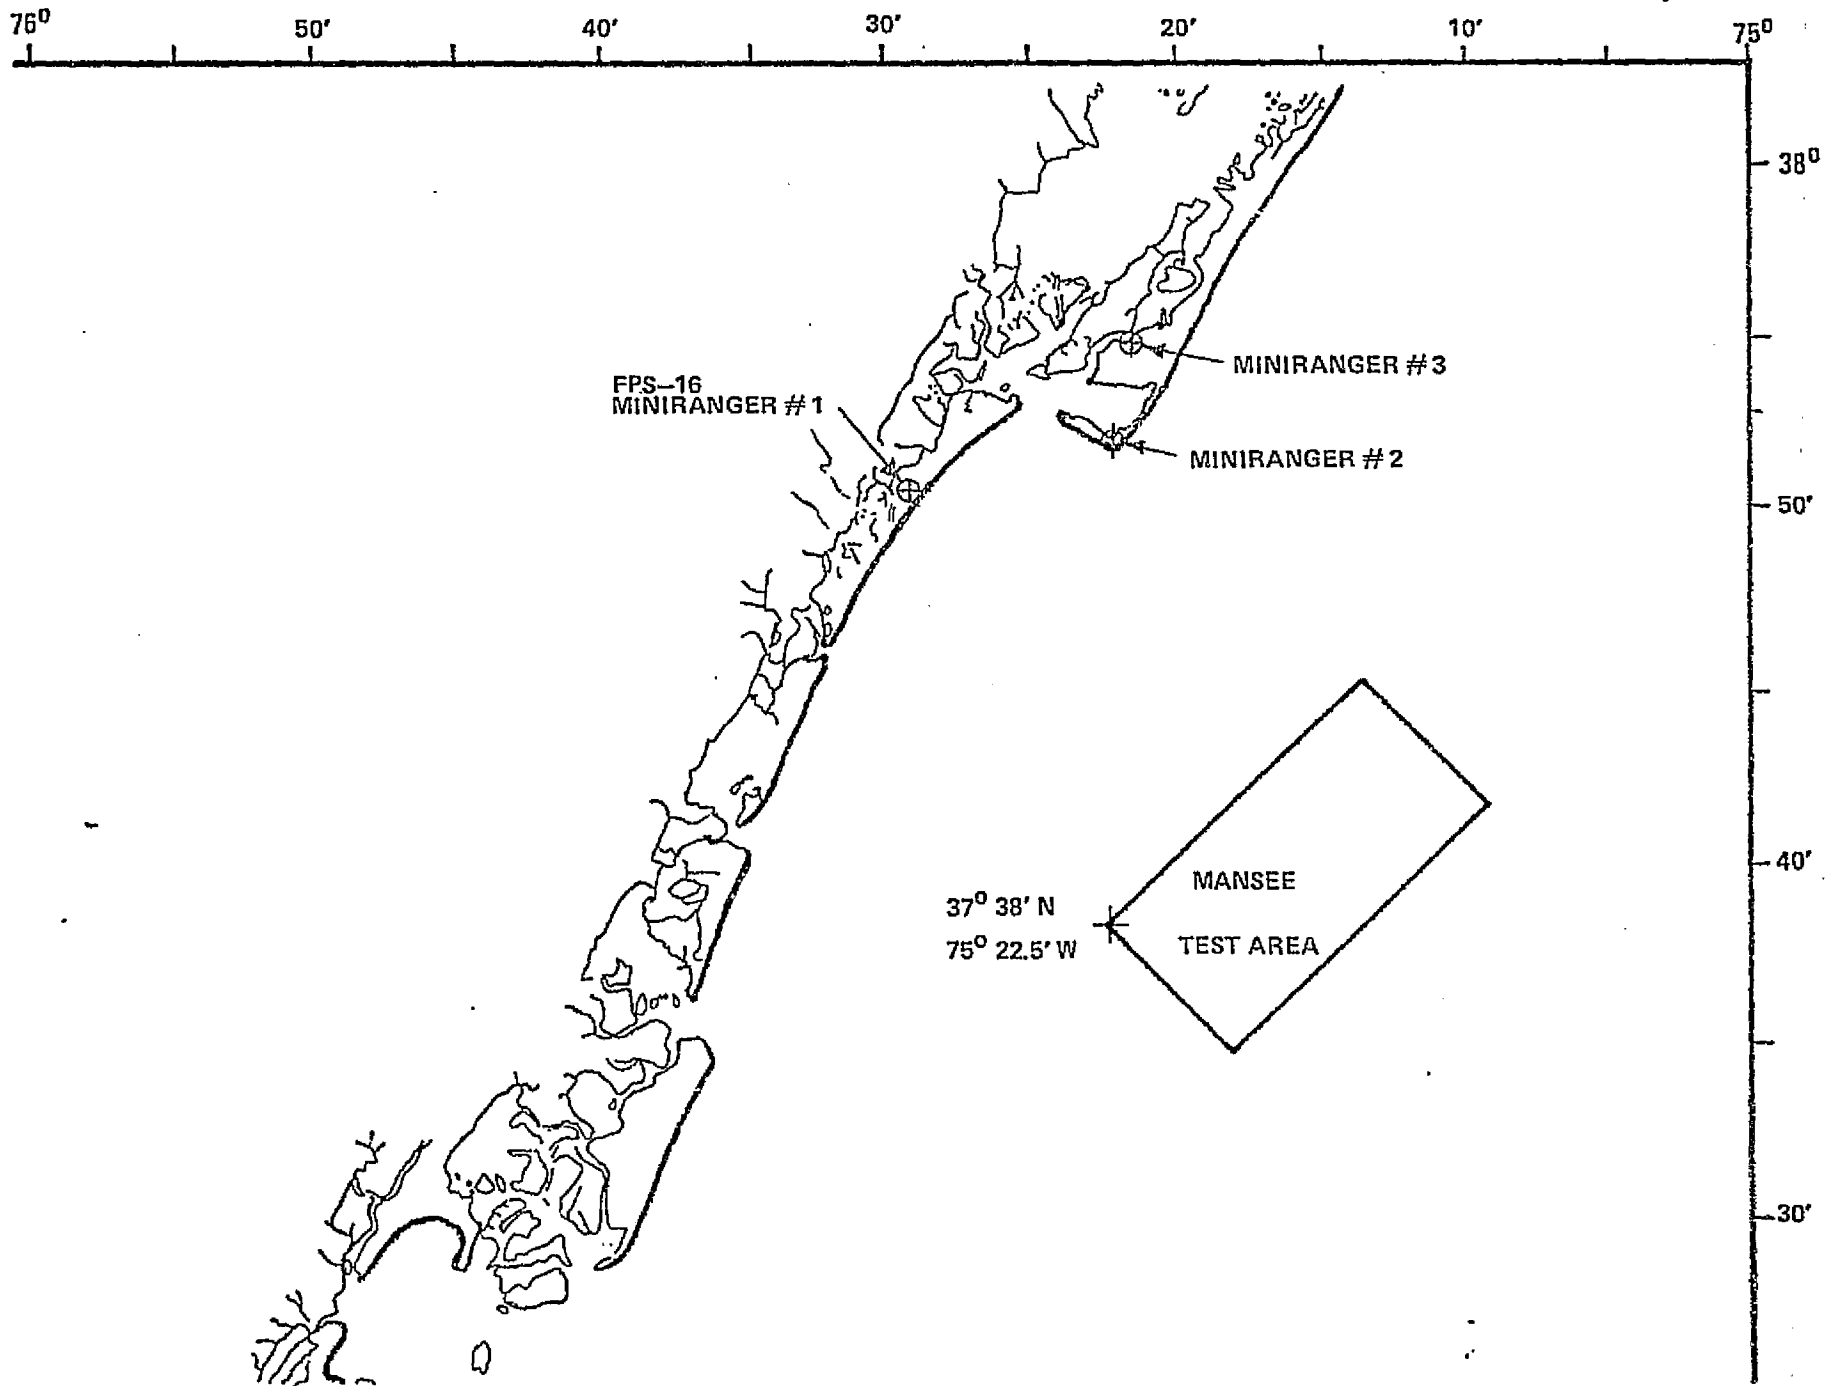 76⁰ 50' 40' 30' 20' 10' 75⁰
38⁰
MINIRANGER #3
FPS-16
MINIRANGER #1
MINIRANGER #2
50'
40'
MANSEE
37⁰ 38' N
TEST AREA
75⁰ 22.5' W
30'